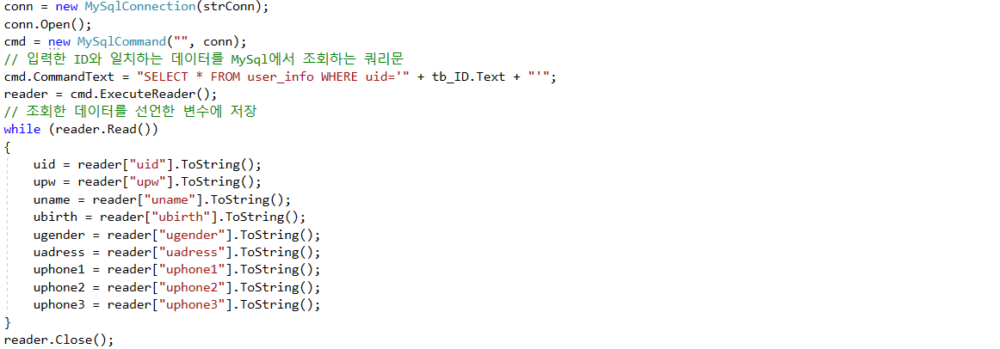 conn = new MySqlConnection(strConn);
conn.Open();
cmd = new MySqlCommand("", conn);
// 입력한 ID와 일치하는 데이터를 MySql에서 조회하는 쿼리문
cmd.CommandText = "SELECT * FROM user_info WHERE uid='" + tb_ID.Text + "'";
reader = cmd.ExecuteReader();
// 조회한 데이터를 선언한 변수에 저장
while (reader.Read())
{
    uid = reader["uid"].ToString();
    upw = reader["upw"].ToString();
    uname = reader["uname"].ToString();
    ubirth = reader["ubirth"].ToString();
    ugender = reader["ugender"].ToString();
    uadress = reader["uadress"].ToString();
    uphone1 = reader["uphone1"].ToString();
    uphone2 = reader["uphone2"].ToString();
    uphone3 = reader["uphone3"].ToString();
}
reader.Close();